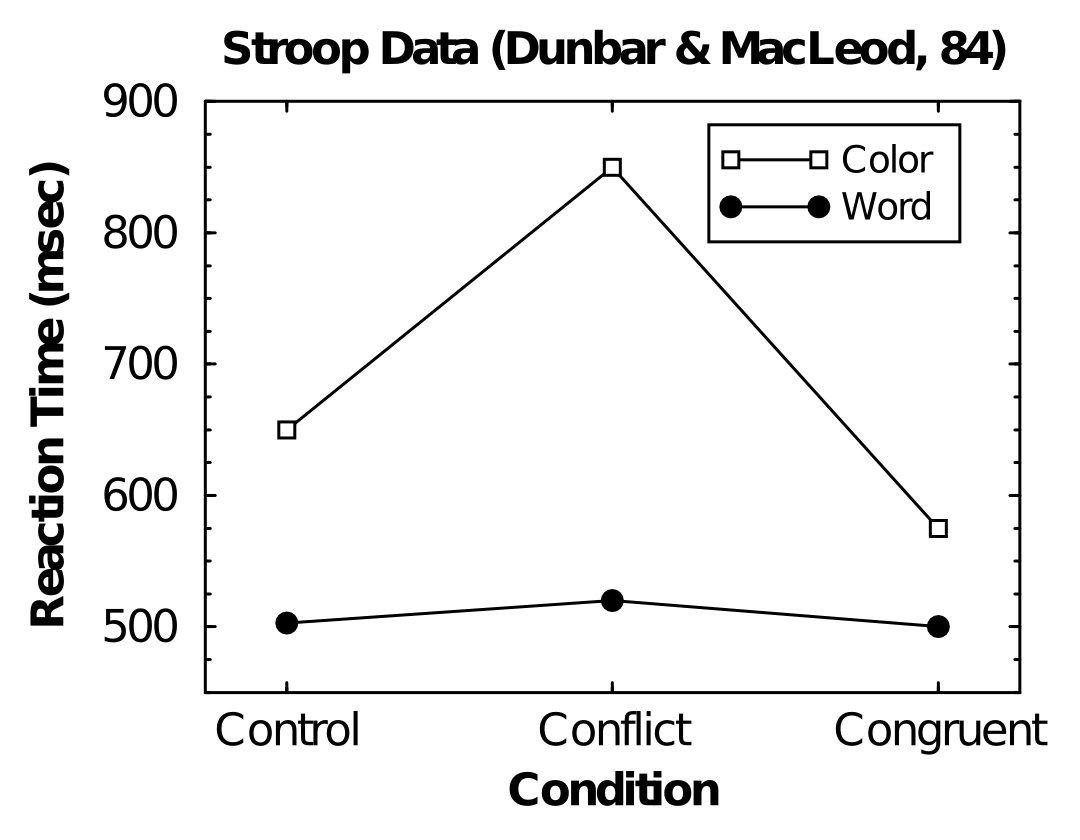 Stroop Data (Dunbar & MacLeod, 84)
900
800
700
600
500
Reaction Time (msec)
Color
Word
Control Conflict Congruent
Condition